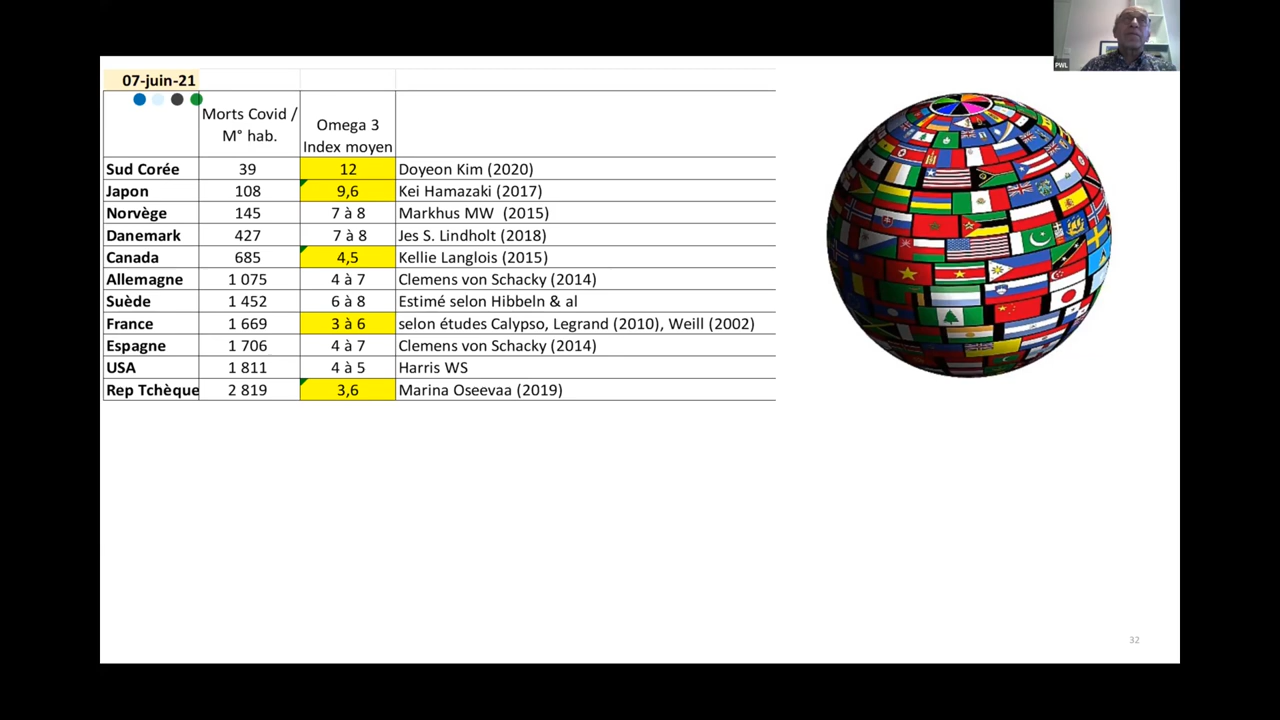 07-juin-21
Morts Covid / M° hab. Omega 3 Index moyen
Sud Corée 39 12 Doyeon Kim (2020)
Japon 108 9,6 Kei Hamazaki (2017)
Norvège 145 7 à 8 Markhus MW (2015)
Danemark 427 7 à 8 Jes S. Lindholt (2018)
Canada 685 4,5 Kellie Langlois (2015)
Allemagne 1 075 4 à 7 Clemens von Schacky (2014)
Suède 1 452 6 à 8 Estimé selon Hibbeln & al
France 1 669 3 à 6 selon études Calypso, Legrand (2010), Weill (2002)
Espagne 1 706 4 à 7 Clemens von Schacky (2014)
USA 1 811 4 à 5 Harris WS
Rep Tchèque 2 819 3,6 Marina Oseevaa (2019)
PWL
32